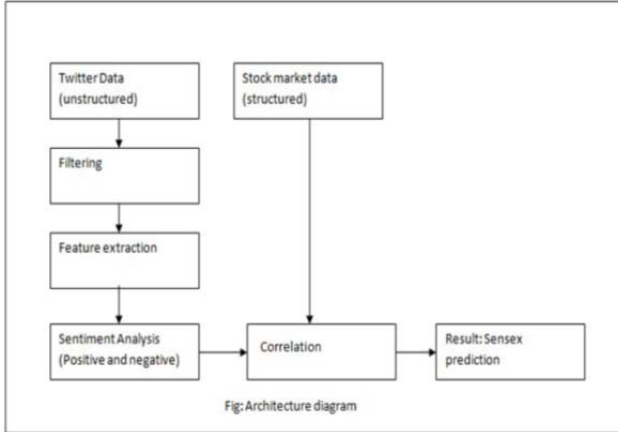 Twitter Data
(unstructured)
Stock market data
(structured)
Filtering
Feature extraction
Sentiment Analysis
(Positive and negative)
Correlation
Result: Sensex
prediction
Fig: Architecture diagram